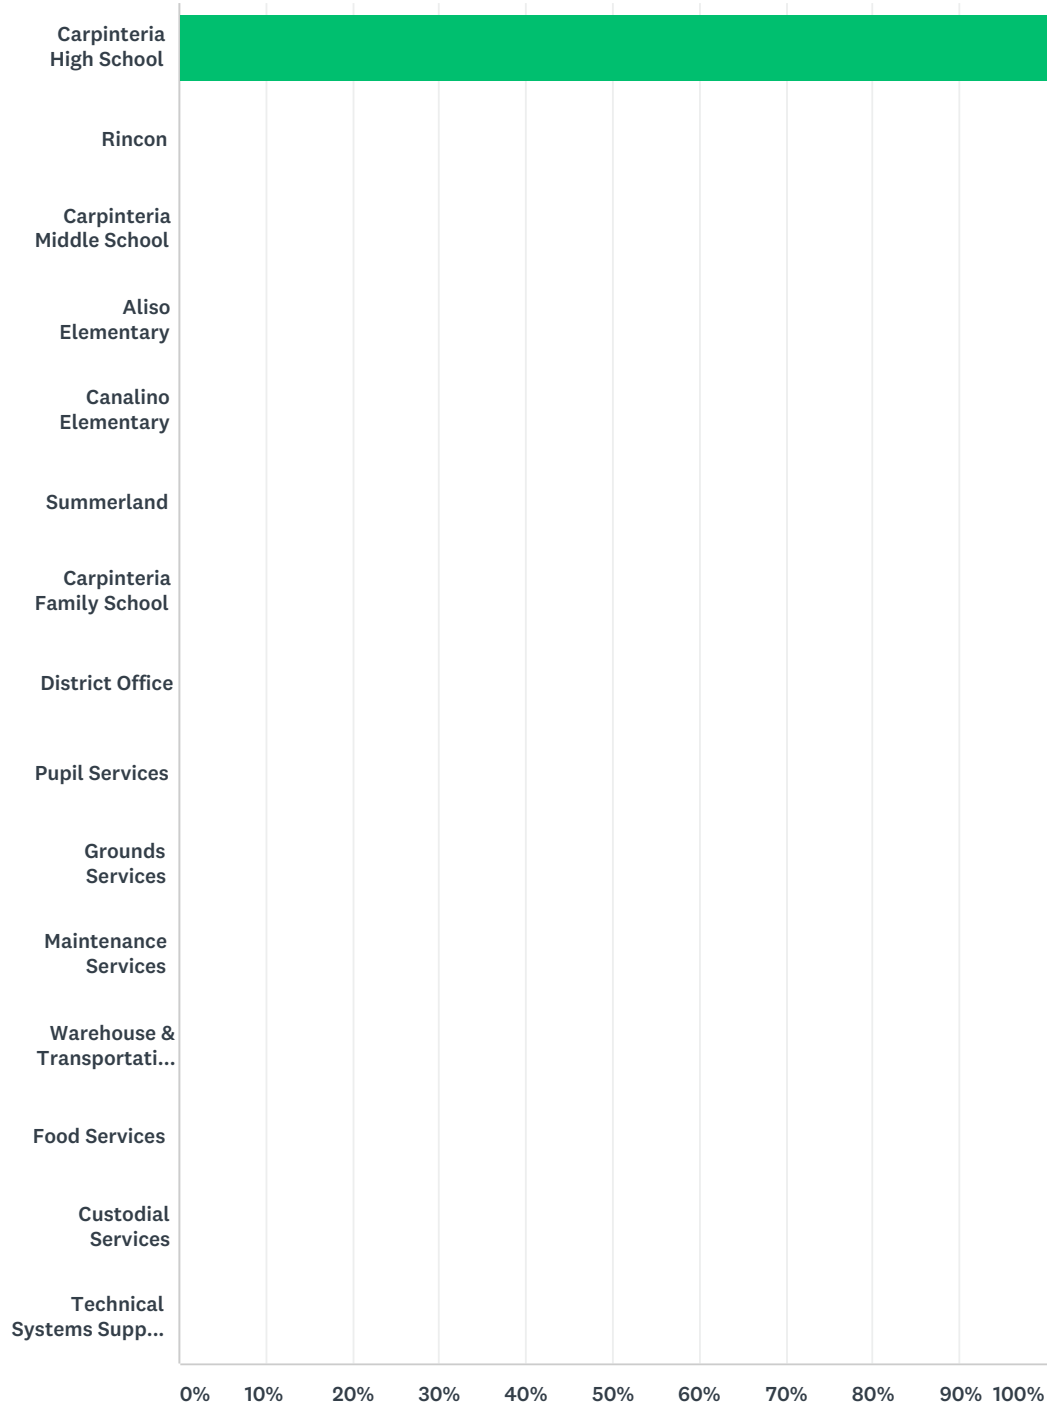 Carpinteria
High School
Rincon
Carpinteria
Middle School
Aliso
Elementary
Canalino
Elementary
Summerland
Carpinteria
Family School
District Office
Pupil Services
Grounds
Services
Maintenance
Services
Warehouse &
Transportati...
Food Services
Custodial
Services
Technical
Systems Supp...
0% 10% 20% 30% 40% 50% 60% 70% 80% 90% 100%